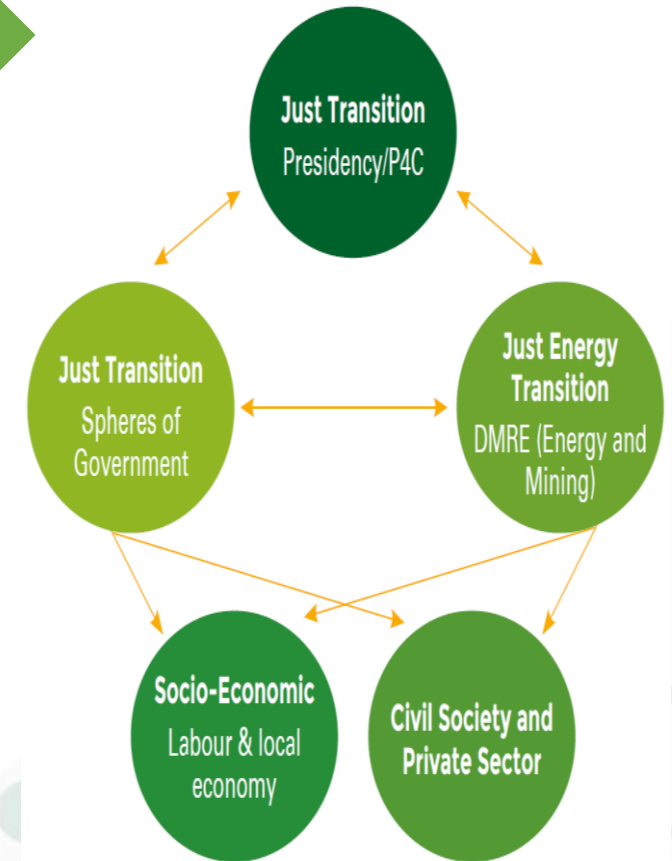 Just Transition
Presidency/P4C
Just Transition
Spheres of
Government
Just Energy
Transition
DMRE (Energy and
Mining)
Socio-Economic
Labour & local
economy
Civil Society and
Private Sector